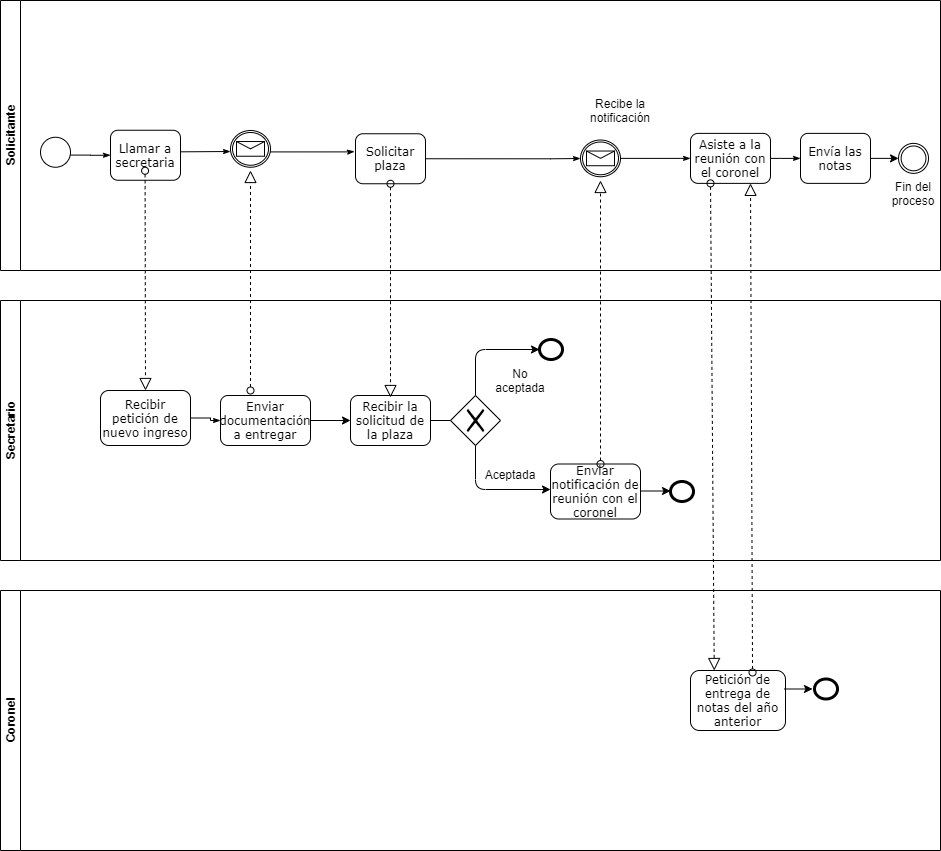 Solicitante
Llamar a
secretaria
Solicitar
plaza
Recibe la
notificación
Asiste a la
reunión con
el coronel
Envía las
notas
Fin del
proceso
Secretario
Recibir
petición de
nuevo ingreso
Enviar
documentación
a entregar
Recibir la
solicitud de
la plaza
No
aceptada
Aceptada
Enviar
notificación de
reunión con el
coronel
Coronel
Petición de
entrega de
notas del año
anterior